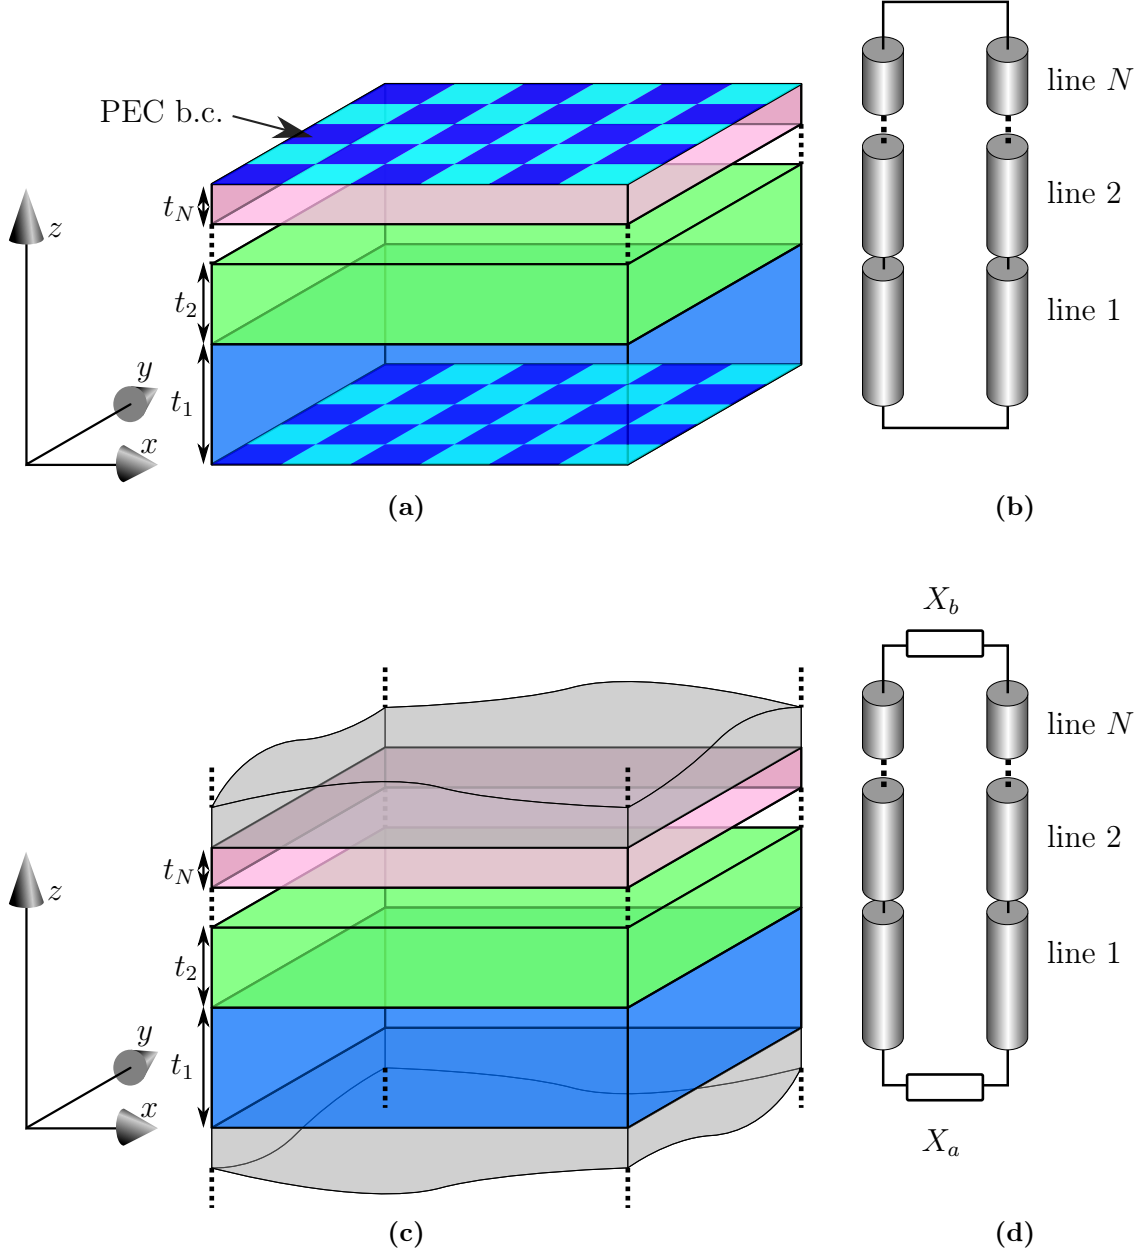 PEC b.c.
line N
t_N
line 2
z
t_2
line 1
y
t_1
x
(a)
(b)
X_b
line N
t_N
line 2
z
t_2
line 1
y
t_1
x
X_a
(c)
(d)